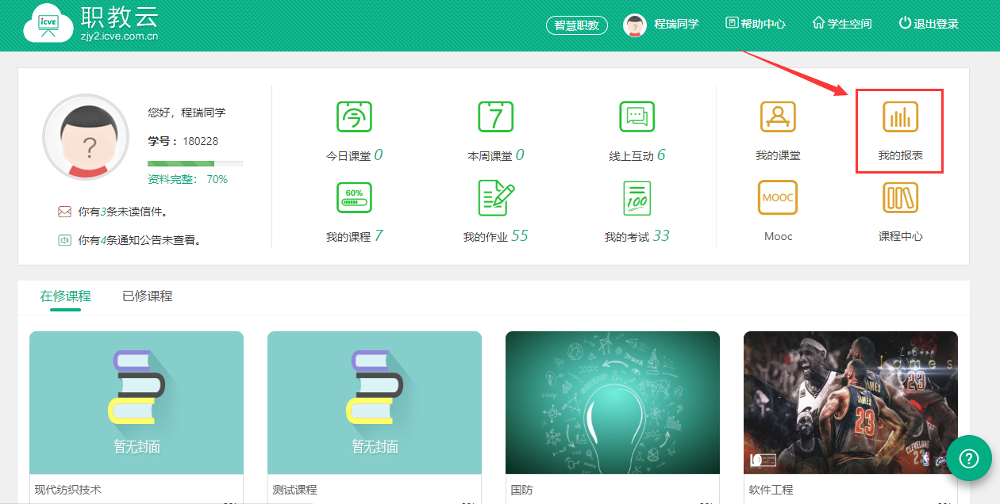 icve
职教云
zjy2.icve.com.cn
智慧职教
程瑞同学
帮助中心
学生空间
退出登录
您好，程瑞同学
学号：180228
资料完整： 70%
你有3条未读信件。
你有4条通知公告未查看。
今日课堂 0
7
本周课堂 0
线上互动 6
我的课堂
我的报表
60%
我的课程 7
我的作业 55
100
我的考试 33
MOOC
Mooc
课程中心
在修课程
已修课程
暂无封面
暂无封面
LeBron
James
JAMES
23
JAMES
23
CLEVELAND
23
现代纺织技术
测试课程
国防
软件工程